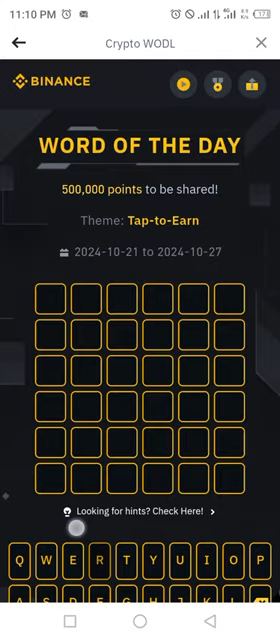 11:10 PM
Crypto WODL
BINANCE
WORD OF THE DAY
500,000 points to be shared!
Theme: Tap-to-Earn
2024-10-21 to 2024-10-27
Looking for hints? Check Here! >
Q W E R T Y U I O P
A S D F G H J K L